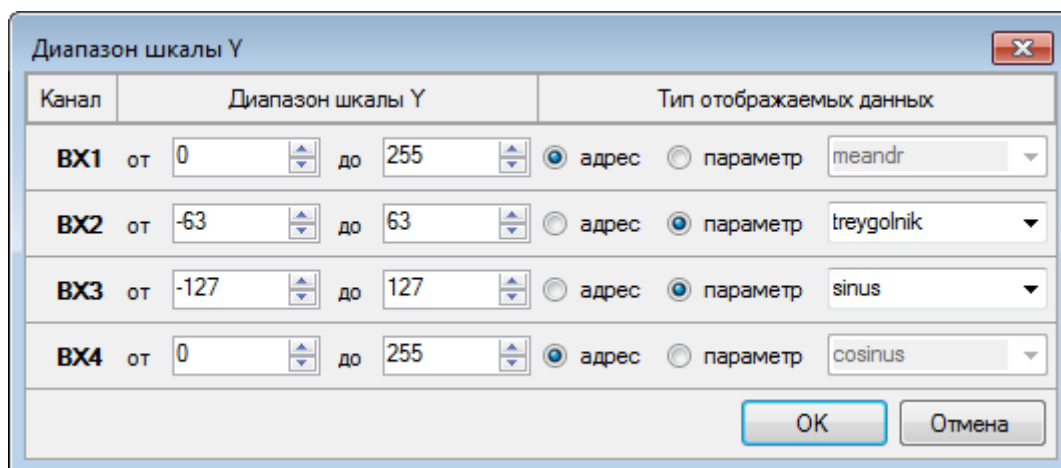 Диапазон шкалы Y
Канал Диапазон шкалы Y Тип отображаемых данных
ВХ1 от 0 до 255 адрес параметр meandr
ВХ2 от -63 до 63 адрес параметр treygolnik
ВХ3 от -127 до 127 адрес параметр sinus
ВХ4 от 0 до 255 адрес параметр cosinus
OK Отмена